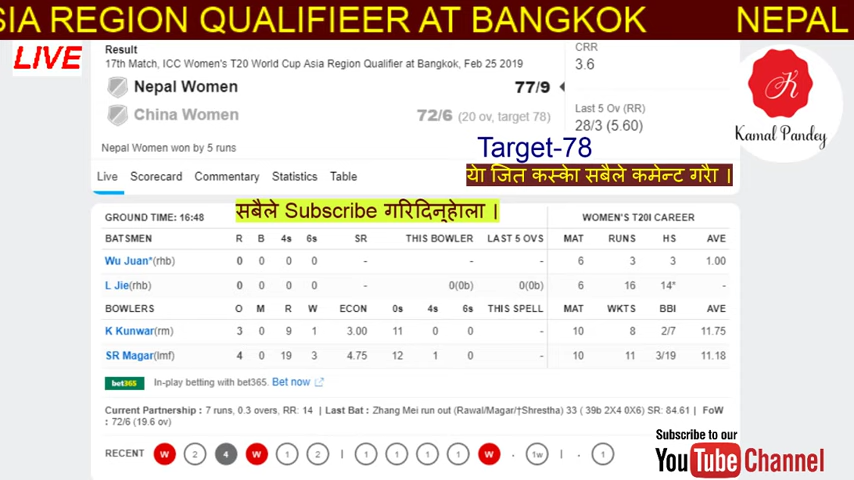 SIA REGION QUALIFIEER AT BANGKOK NEPAL
LIVE
Result
17th Match, ICC Women's T20 World Cup Asia Region Qualifier at Bangkok, Feb 25 2019
Nepal Women 77/9
China Women 72/6 (20 ov, target 78)
Nepal Women won by 5 runs
CRR
3.6
Last 5 Ov (RR)
28/3 (5.60)
K
Kamal Pandey
Target-78
यो जित कस्को सबैले कमेन्ट गरौ ।
Live Scorecard Commentary Statistics Table
सबैले Subscribe गरिदिनुहोला ।
GROUND TIME: 16:48 WOMEN'S T20I CAREER
BATSMEN R B 4s 6s SR THIS BOWLER LAST 5 OVS MAT RUNS HS AVE
Wu Juan*(rhb) 0 0 0 0 - - - 6 3 3 1.00
L Jie(rhb) 0 0 0 0 - 0(0b) 0(0b) 6 16 14* -
BOWLERS O M R W ECON 0s 4s 6s THIS SPELL MAT WKTS BBI AVE
K Kunwar(rm) 3 0 9 1 3.00 11 0 0 - 10 8 2/7 11.75
SR Magar(lmf) 4 0 19 3 4.75 12 1 0 - 10 11 3/19 11.18
bet365 In-play betting with bet365. Bet now
Current Partnership : 7 runs, 0.3 overs, RR: 14 | Last Bat : Zhang Mei run out (Rawal/Magar/†Shrestha) 33 ( 39b 2X4 0X6) SR: 84.61 | FoW
: 72/6 (19.6 ov)
RECENT W 2 4 W 1 2 | 1 1 1 1 W . 1w | . 1
Subscribe to our
YouTube Channel